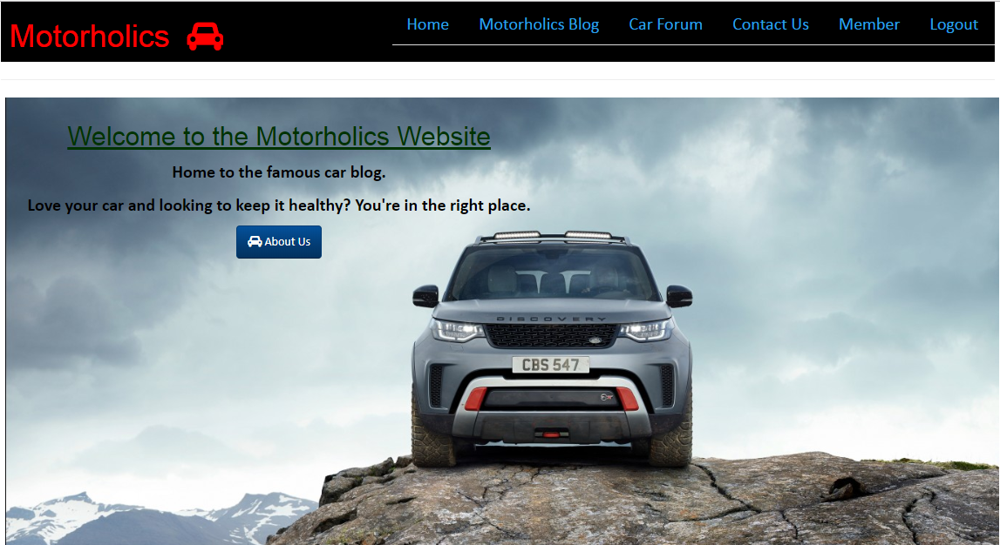 Motorholics
Home Motorholics Blog Car Forum Contact Us Member Logout
Welcome to the Motorholics Website
Home to the famous car blog.
Love your car and looking to keep it healthy? You're in the right place.
About Us
DISCOVERY
CBS 547